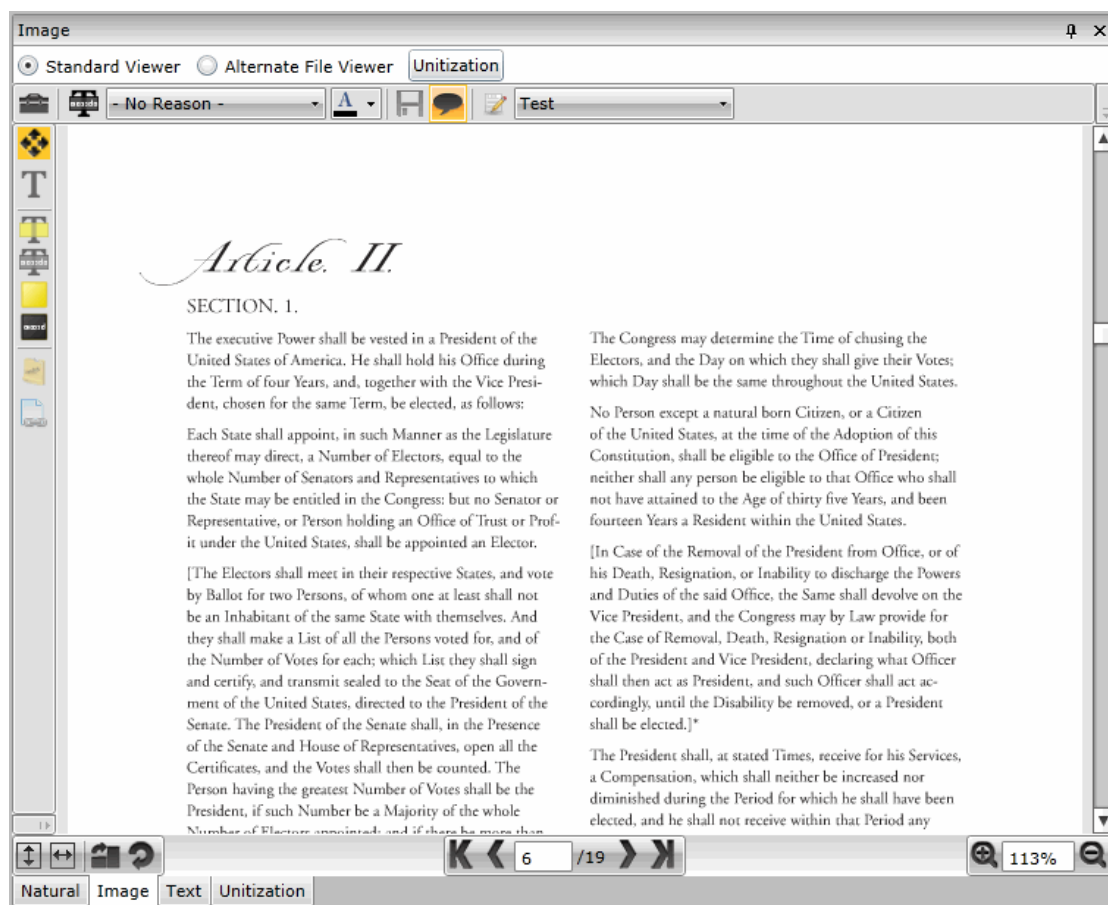 Image
Standard Viewer Alternate File Viewer Unitization
- No Reason - A Test
T
Article. II.
SECTION. 1.
The executive Power shall be vested in a President of the
United States of America. He shall hold his Office during
the Term of four Years, and, together with the Vice Presi-
dent, chosen for the same Term, be elected, as follows:
Each State shall appoint, in such Manner as the Legislature
thereof may direct, a Number of Electors, equal to the
whole Number of Senators and Representatives to which
the State may be entitled in the Congress: but no Senator or
Representative, or Person holding an Office of Trust or Prof-
it under the United States, shall be appointed an Elector.
[The Electors shall meet in their respective States, and vote
by Ballot for two Persons, of whom one at least shall not
be an Inhabitant of the same State with themselves. And
they shall make a List of all the Persons voted for, and of
the Number of Votes for each; which List they shall sign
and certify, and transmit sealed to the Seat of the Govern-
ment of the United States, directed to the President of the
Senate. The President of the Senate shall, in the Presence
of the Senate and House of Representatives, open all the
Certificates, and the Votes shall then be counted. The
Person having the greatest Number of Votes shall be the
President, if such Number be a Majority of the whole
Number of Electors appointed; and if there be more than
The Congress may determine the Time of chusing the
Electors, and the Day on which they shall give their Votes;
which Day shall be the same throughout the United States.
No Person except a natural born Citizen, or a Citizen
of the United States, at the time of the Adoption of this
Constitution, shall be eligible to the Office of President;
neither shall any person be eligible to that Office who shall
not have attained to the Age of thirty five Years, and been
fourteen Years a Resident within the United States.
[In Case of the Removal of the President from Office, or of
his Death, Resignation, or Inability to discharge the Powers
and Duties of the said Office, the Same shall devolve on the
Vice President, and the Congress may by Law provide for
the Case of Removal, Death, Resignation or Inability, both
of the President and Vice President, declaring what Officer
shall then act as President, and such Officer shall act ac-
cordingly, until the Disability be removed, or a President
shall be elected.]*
The President shall, at stated Times, receive for his Services,
a Compensation, which shall neither be increased nor
diminished during the Period for which he shall have been
elected, and he shall not receive within that Period any
6 /19 113%
Natural Image Text Unitization